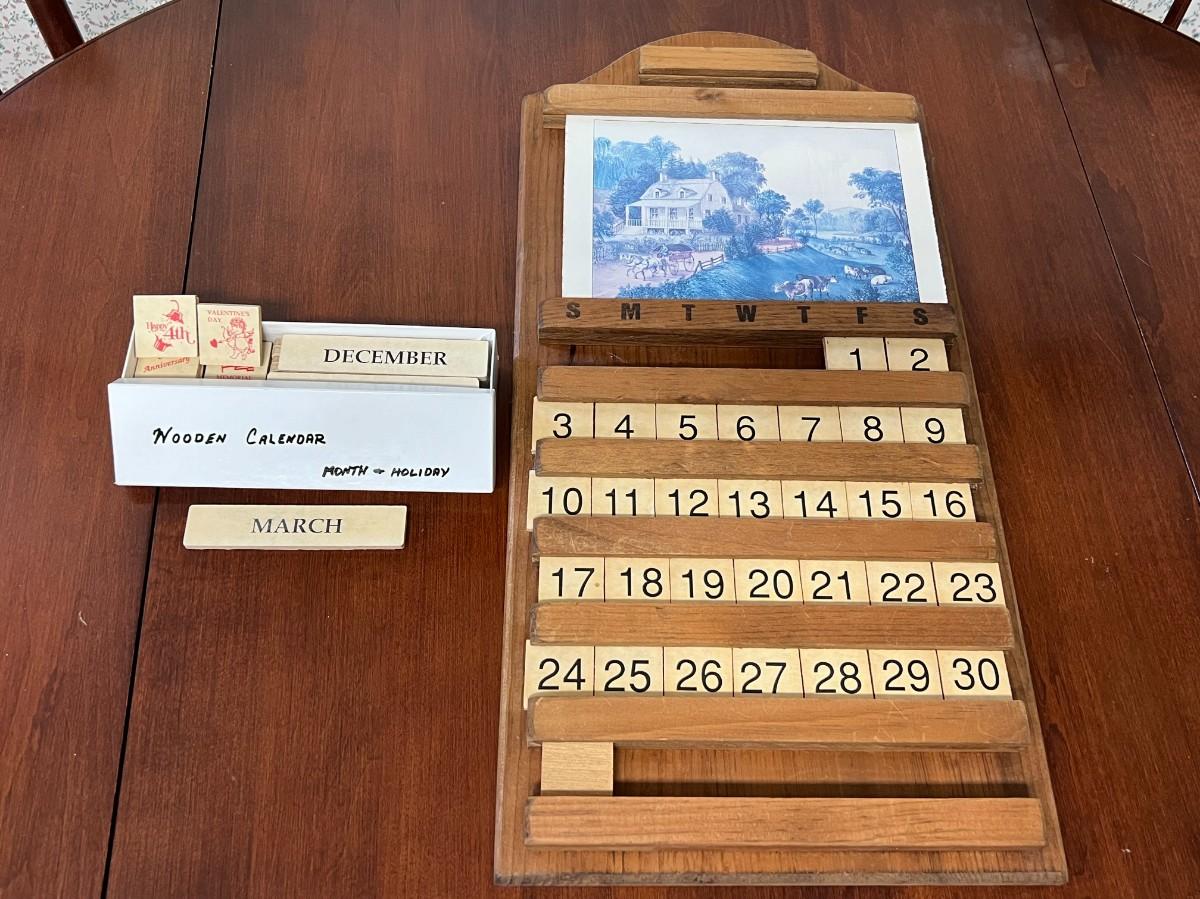 Happy
4th
VALENTINE'S
DAY
Anniversary
MEMORIAL
DECEMBER
WOODEN CALENDAR
MONTH & HOLIDAY
MARCH
S M T W T F S
1 2
3 4 5 6 7 8 9
10 11 12 13 14 15 16
17 18 19 20 21 22 23
24 25 26 27 28 29 30